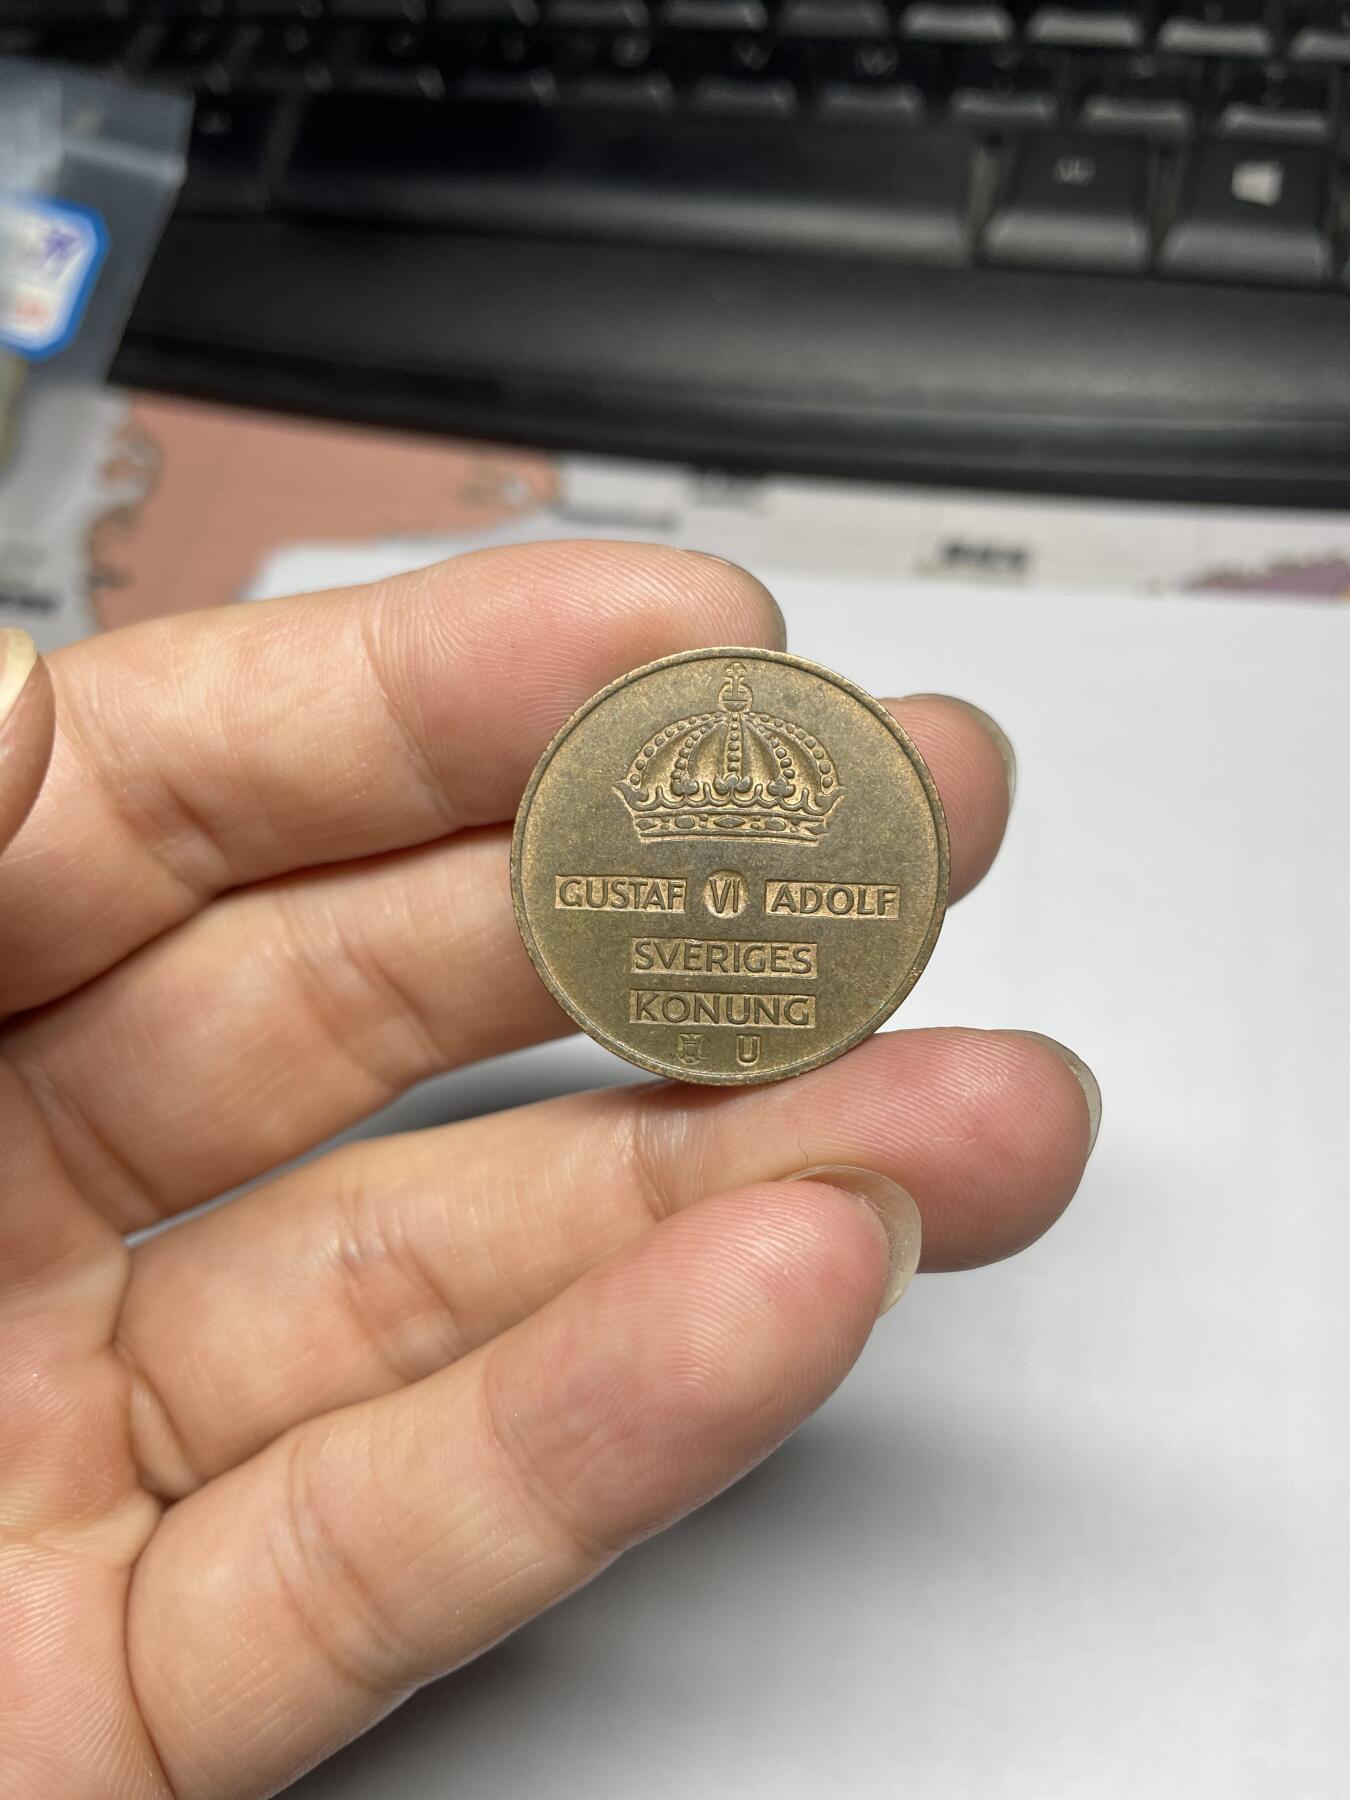 GUSTAF VI ADOLF
SVERIGES
KONUNG
U